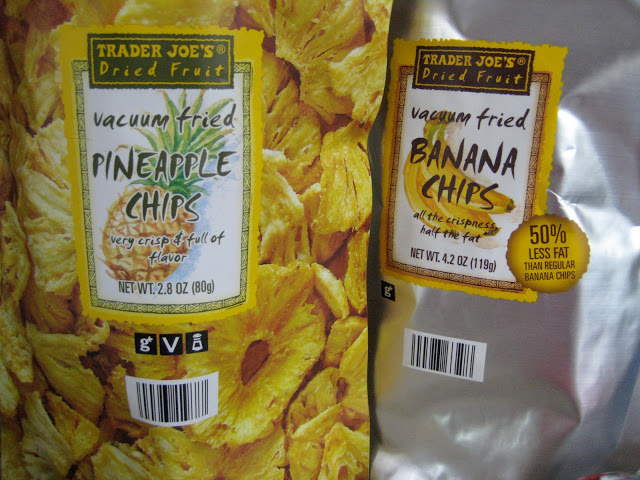 TRADER JOE'S®
Dried Fruit
vacuum fried
PINEAPPLE
CHIPS
very crisp & full of
flavor
NET WT. 2.8 OZ (80g)
g V
TRADER JOE'S®
Dried Fruit
vacuum fried
BANANA
CHIPS
all the crispness,
half the fat
NET WT. 4.2 OZ (119g)
50%
LESS FAT
THAN REGULAR
BANANA CHIPS
g